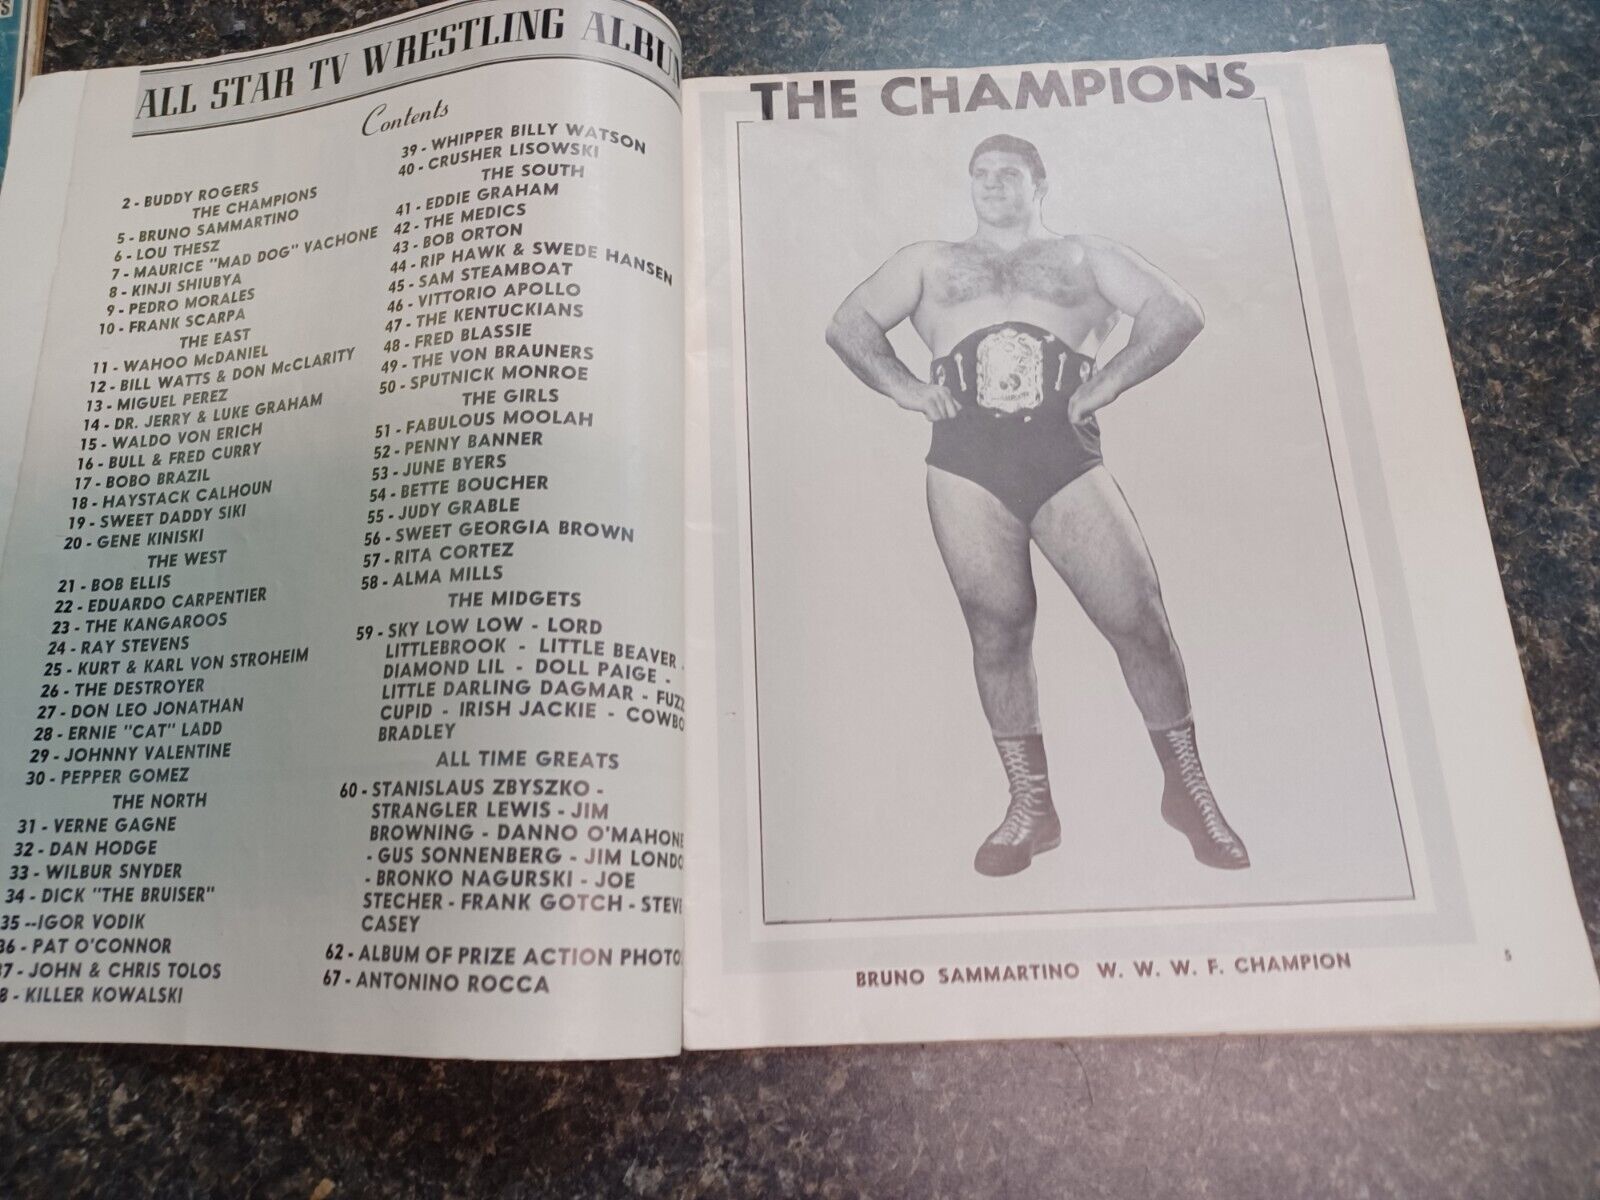 ALL STAR TV WRESTLING ALBUM
Contents
2 - BUDDY ROGERS
THE CHAMPIONS
5 - BRUNO SAMMARTINO
6 - LOU THESZ
7 - MAURICE "MAD DOG" VACHONE
8 - KINJI SHIUBYA
9 - PEDRO MORALES
10 - FRANK SCARPA
THE EAST
11 - WAHOO McDANIEL
12 - BILL WATTS & DON McCLARITY
13 - MIGUEL PEREZ
14 - DR. JERRY & LUKE GRAHAM
15 - WALDO VON ERICH
16 - BULL & FRED CURRY
17 - BOBO BRAZIL
18 - HAYSTACK CALHOUN
19 - SWEET DADDY SIKI
20 - GENE KINISKI
THE WEST
21 - BOB ELLIS
22 - EDUARDO CARPENTIER
23 - THE KANGAROOS
24 - RAY STEVENS
25 - KURT & KARL VON STROHEIM
26 - THE DESTROYER
27 - DON LEO JONATHAN
28 - ERNIE "CAT" LADD
29 - JOHNNY VALENTINE
30 - PEPPER GOMEZ
THE NORTH
31 - VERNE GAGNE
32 - DAN HODGE
33 - WILBUR SNYDER
34 - DICK "THE BRUISER"
35 --IGOR VODIK
36 - PAT O'CONNOR
37 - JOHN & CHRIS TOLOS
8 - KILLER KOWALSKI
39 - WHIPPER BILLY WATSON
40 - CRUSHER LISOWSKI
THE SOUTH
41 - EDDIE GRAHAM
42 - THE MEDICS
43 - BOB ORTON
44 - RIP HAWK & SWEDE HANSEN
45 - SAM STEAMBOAT
46 - VITTORIO APOLLO
47 - THE KENTUCKIANS
48 - FRED BLASSIE
49 - THE VON BRAUNERS
50 - SPUTNICK MONROE
THE GIRLS
51 - FABULOUS MOOLAH
52 - PENNY BANNER
53 - JUNE BYERS
54 - BETTE BOUCHER
55 - JUDY GRABLE
56 - SWEET GEORGIA BROWN
57 - RITA CORTEZ
58 - ALMA MILLS
THE MIDGETS
59 - SKY LOW LOW - LORD
LITTLEBROOK - LITTLE BEAVER -
DIAMOND LIL - DOLL PAIGE -
LITTLE DARLING DAGMAR - FUZZ
CUPID - IRISH JACKIE - COWBO
BRADLEY
ALL TIME GREATS
60 - STANISLAUS ZBYSZKO -
STRANGLER LEWIS - JIM
BROWNING - DANNO O'MAHONE
- GUS SONNENBERG - JIM LONDO
- BRONKO NAGURSKI - JOE
STECHER - FRANK GOTCH - STEVE
CASEY
62 - ALBUM OF PRIZE ACTION PHOTO
67 - ANTONINO ROCCA
THE CHAMPIONS
BRUNO SAMMARTINO W. W. W. F. CHAMPION
5